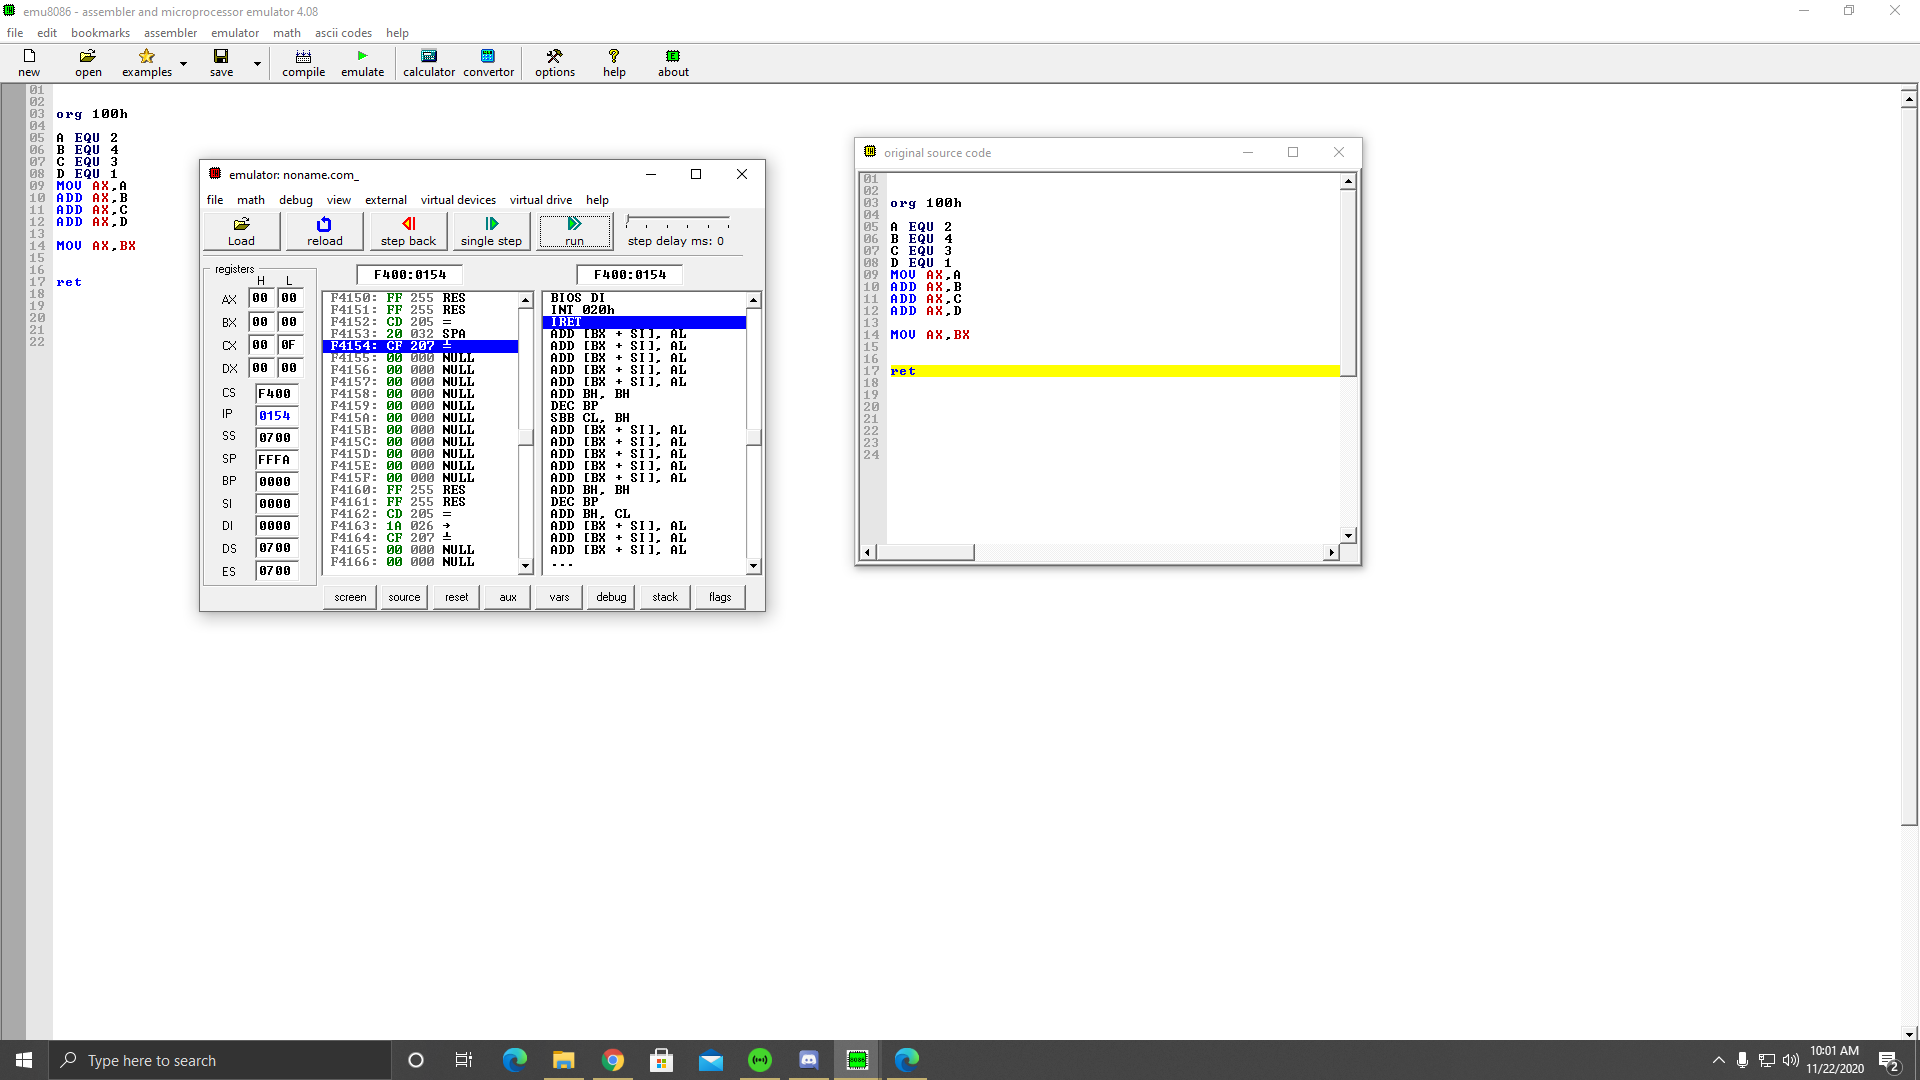 emu8086 - assembler and microprocessor emulator 4.08
file edit bookmarks assembler emulator math ascii codes help
new open examples save compile emulate calculator convertor options help about
01
02
03 org 100h
04
05 A EQU 2
06 B EQU 4
07 C EQU 3
08 D EQU 1
09 MOV AX,A
10 ADD AX,B
11 ADD AX,C
12 ADD AX,D
13
14 MOV AX,BX
15
16
17 ret
18
19
20
21
22
emulator: noname.com_
file math debug view external virtual devices virtual drive help
Load reload step back single step run step delay ms: 0
registers
H L
AX 00 00
BX 00 00
CX 00 0F
DX 00 00
CS F400
IP 0154
SS 0700
SP FFFA
BP 0000
SI 0000
DI 0000
DS 0700
ES 0700
F400:0154
F4150: FF 255 RES
F4151: FF 255 RES
F4152: CD 205 =
F4153: 20 032 SPA
F4154: CF 207 ╧
F4155: 00 000 NULL
F4156: 00 000 NULL
F4157: 00 000 NULL
F4158: 00 000 NULL
F4159: 00 000 NULL
F415A: 00 000 NULL
F415B: 00 000 NULL
F415C: 00 000 NULL
F415D: 00 000 NULL
F415E: 00 000 NULL
F415F: 00 000 NULL
F4160: FF 255 RES
F4161: FF 255 RES
F4162: CD 205 =
F4163: 1A 026 →
F4164: CF 207 ╧
F4165: 00 000 NULL
F4166: 00 000 NULL
F400:0154
BIOS DI
INT 020h
IRET
ADD [BX + SI], AL
ADD [BX + SI], AL
ADD [BX + SI], AL
ADD [BX + SI], AL
ADD [BX + SI], AL
ADD BH, BH
DEC BP
SBB CL, BH
ADD [BX + SI], AL
ADD [BX + SI], AL
ADD [BX + SI], AL
ADD [BX + SI], AL
ADD [BX + SI], AL
ADD BH, BH
DEC BP
ADD BH, CL
ADD [BX + SI], AL
ADD [BX + SI], AL
ADD [BX + SI], AL
...
screen source reset aux vars debug stack flags
original source code
01
02
03 org 100h
04
05 A EQU 2
06 B EQU 4
07 C EQU 3
08 D EQU 1
09 MOV AX,A
10 ADD AX,B
11 ADD AX,C
12 ADD AX,D
13
14 MOV AX,BX
15
16
17 ret
18
19
20
21
22
23
24
Type here to search
8086
10:01 AM
11/22/2020
2